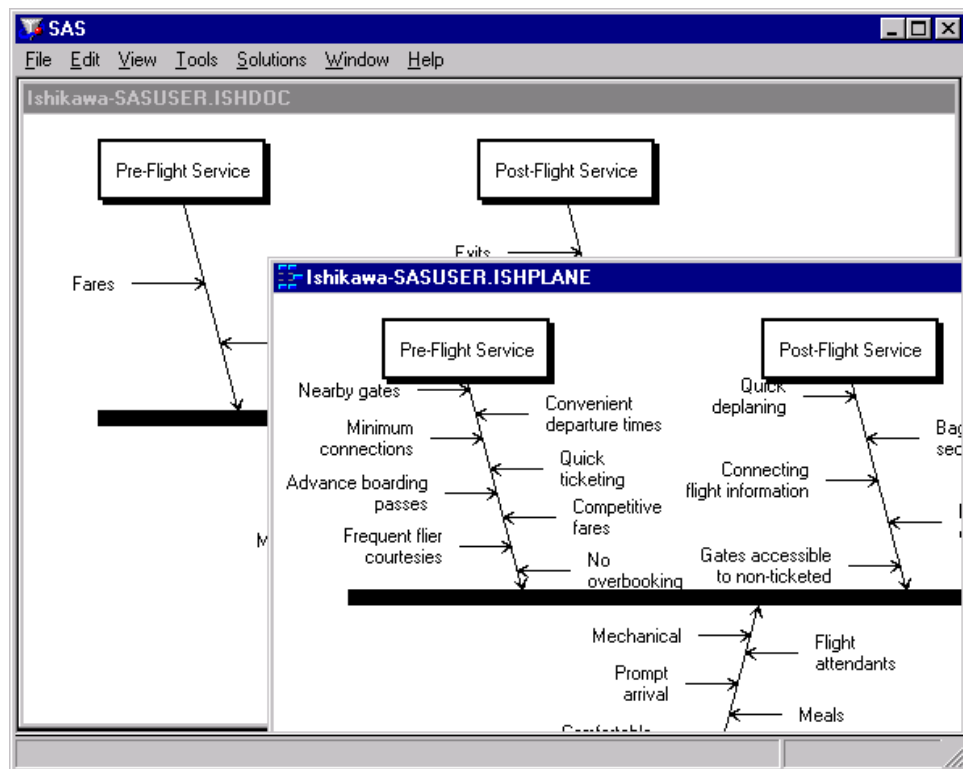 SAS
File Edit View Tools Solutions Window Help
Ishikawa-SASUSER.ISHDOC
Pre-Flight Service
Post-Flight Service
Exits
Fares
Ishikawa-SASUSER.ISHPLANE
Pre-Flight Service
Post-Flight Service
Nearby gates
Convenient
departure times
Minimum
connections
Quick
ticketing
Advance boarding
passes
Competitive
fares
Frequent flier
courtesies
No
overbooking
Quick
deplaning
Connecting
flight information
Gates accessible
to non-ticketed
Mechanical
Flight
attendants
Prompt
arrival
Meals
Comfortable